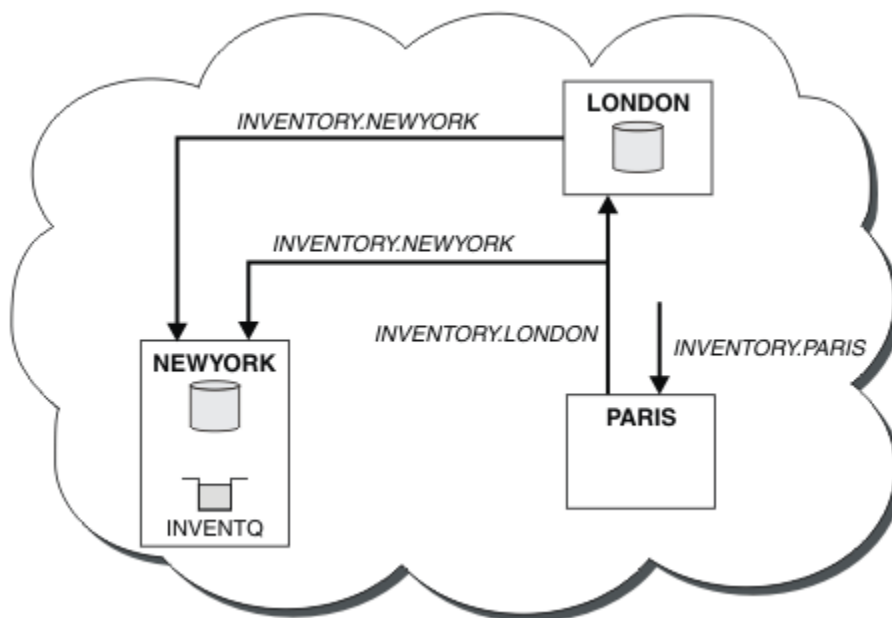 LONDON
INVENTORY.NEWYORK
INVENTORY.NEWYORK
INVENTORY.LONDON
INVENTORY.PARIS
NEWYORK
PARIS
INVENTQ